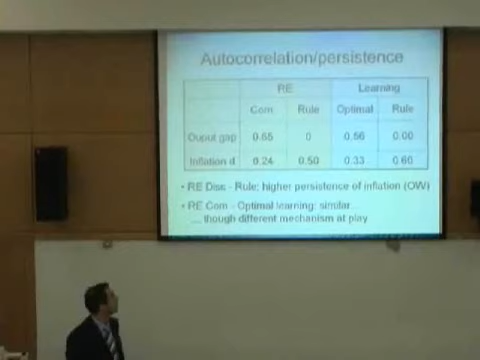 Autocorrelation/persistence
RE Learning
Com Rule Optimal Rule
Ouput gap 0.65 0 0.56 0.00
Inflation d 0.24 0.50 0.33 0.60
• RE Disc - Rule: higher persistence of inflation (OW)
• RE Com - Optimal learning: similar...
... though different mechanism at play